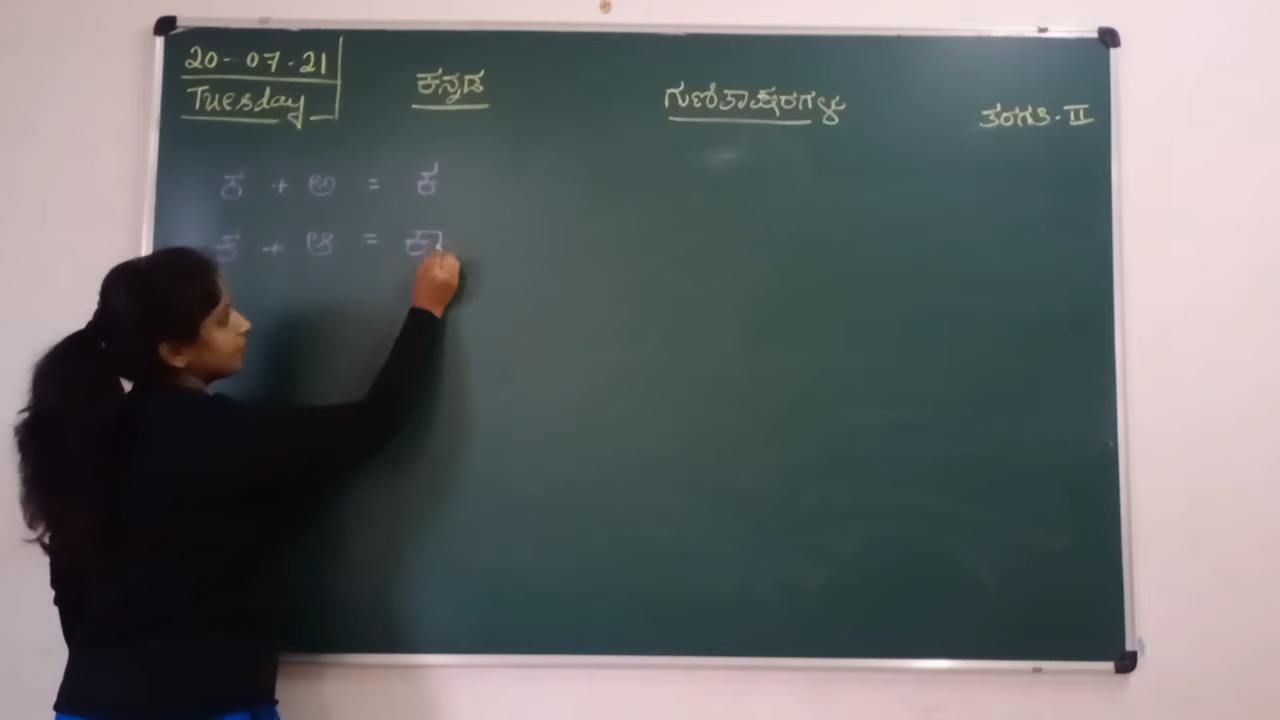 20-07-21
Tuesday
ಕನ್ನಡ
ಗುಣಿತಾಷರಗಳು
ತರಗತಿ-II
ಕ + ಅ = ಕ
ಕ + ಆ = ಕಾ